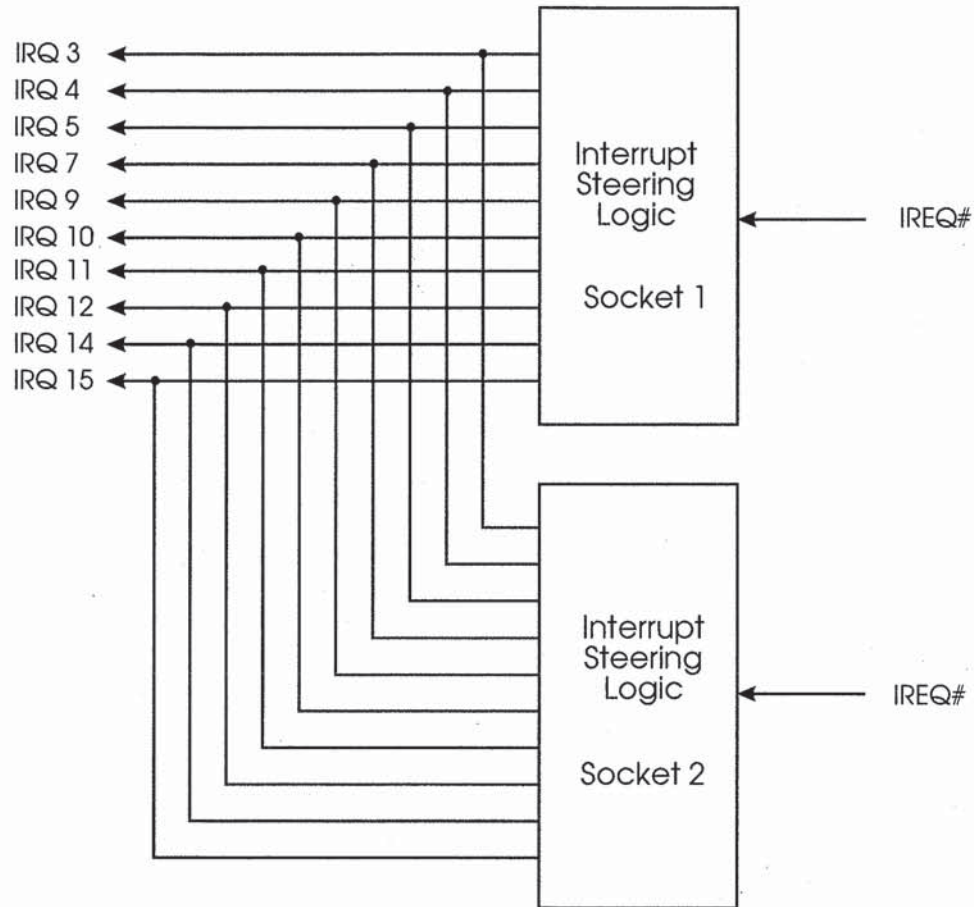 IRQ 3
IRQ 4
IRQ 5
IRQ 7
IRQ 9
IRQ 10
IRQ 11
IRQ 12
IRQ 14
IRQ 15
Interrupt
Steering
Logic
Socket 1
IREQ#
Interrupt
Steering
Logic
Socket 2
IREQ#